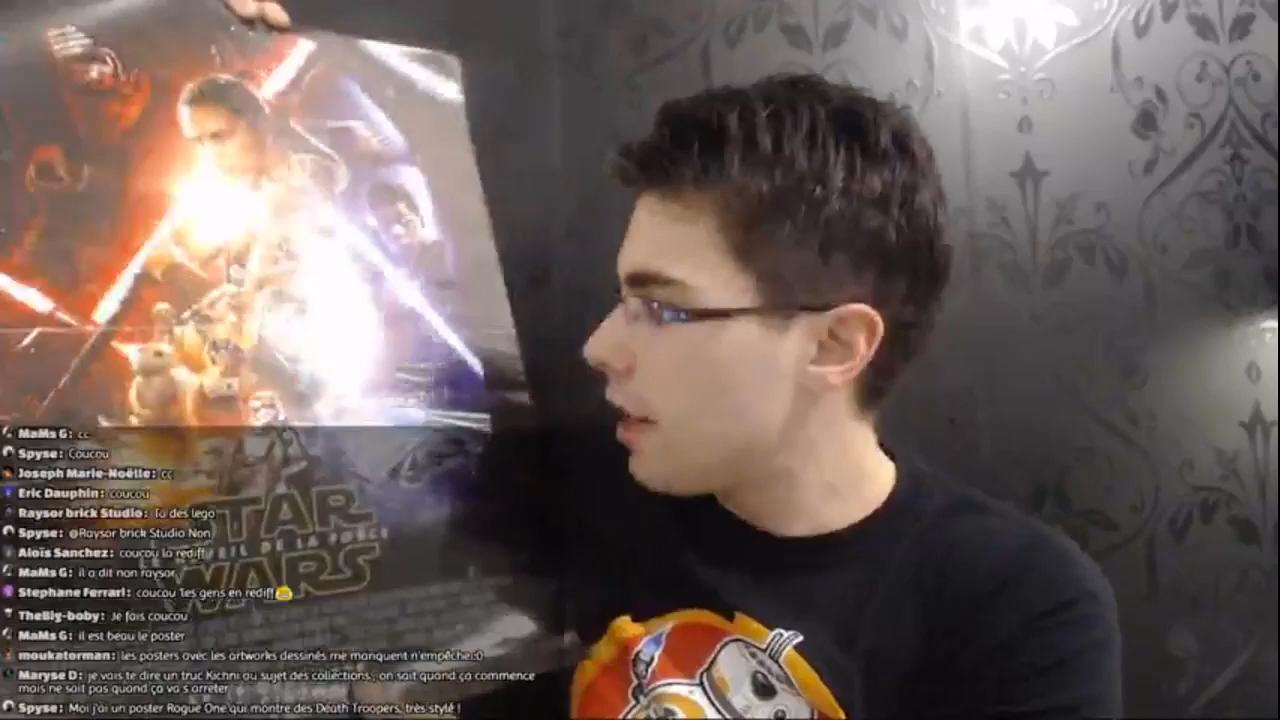 MaMs G: cc
Spyse: Coucou
Joseph Marie-Noëlle: cc
Eric Dauphin: coucou
Raysor brick Studio: Ta des lego
Spyse: @Raysor brick Studio Non
Aloïs Sanchez: coucou la rediff
MaMs G: il a dit non raysor
Stephane Ferrari: coucou les gens en rediff
TheBig-boby: Je fais coucou
MaMs G: il est beau le poster
moukatorman: les posters avec les artworks dessinés me manquent n'empêche
Maryse D: je vais te dire un truc Kichni au sujet des collections , on sait quand ça commence
mais ne sait pas quand ça va s arreter
Spyse: Moi j'ai un poster Rogue One qui montre des Death Troopers, très stylé !
STAR
RÉVEIL DE LA FORCE
WARS